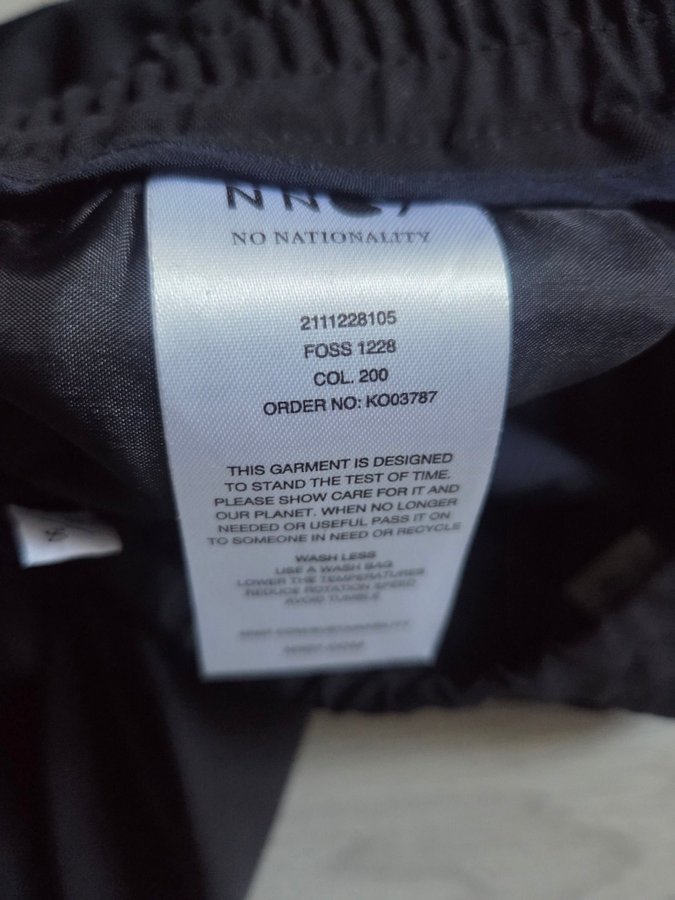 NN07
NO NATIONALITY
2111228105
FOSS 1228
COL. 200
ORDER NO: KO03787
THIS GARMENT IS DESIGNED
TO STAND THE TEST OF TIME.
PLEASE SHOW CARE FOR IT AND
OUR PLANET. WHEN NO LONGER
NEEDED OR USEFUL PASS IT ON
TO SOMEONE IN NEED OR RECYCLE
WASH LESS
USE A WASH BAG
LOWER THE TEMPERATURES
REDUCE ROTATION SPEED
AVOID TUMBLE